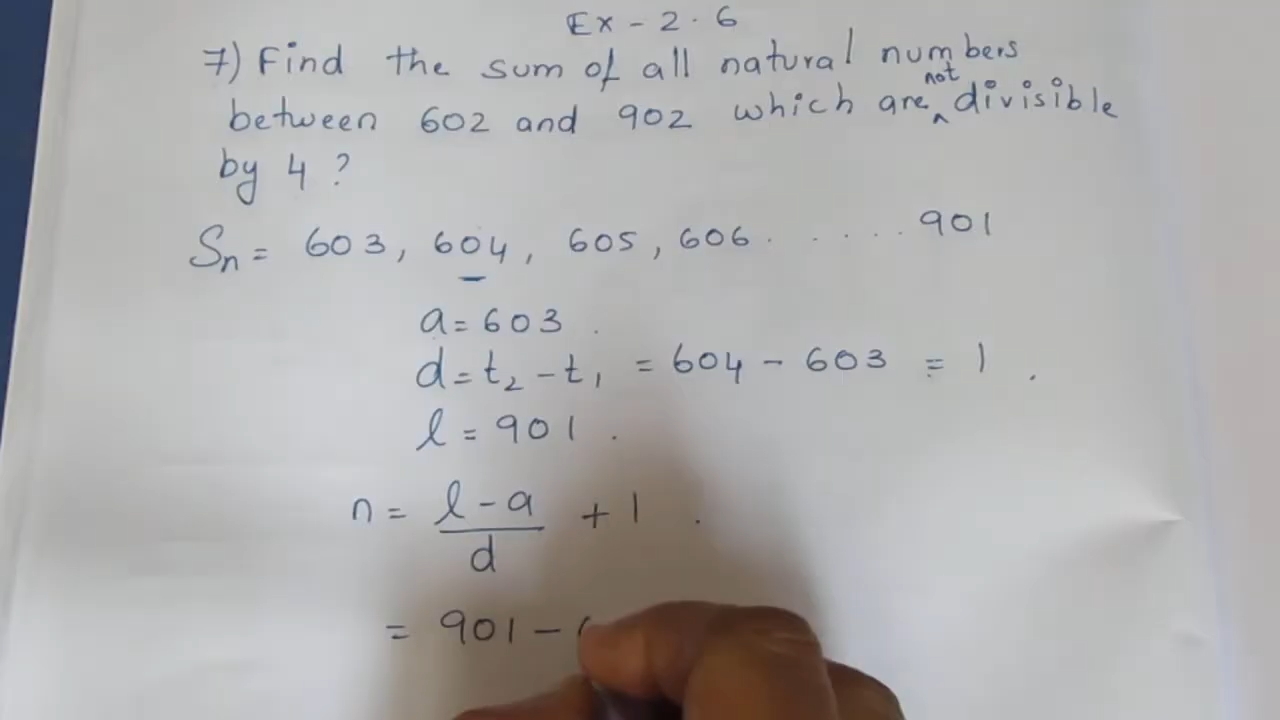 Ex - 2.6
7) Find the sum of all natural numbers
between 602 and 902 which are ^not divisible
by 4 ?
Sn = 603, 604, 605, 606 . . . . . . 901
a = 603 .
d = t2 - t1 = 604 - 603 = 1 .
l = 901 .
n = (l - a)/d + 1 .
= 901 -